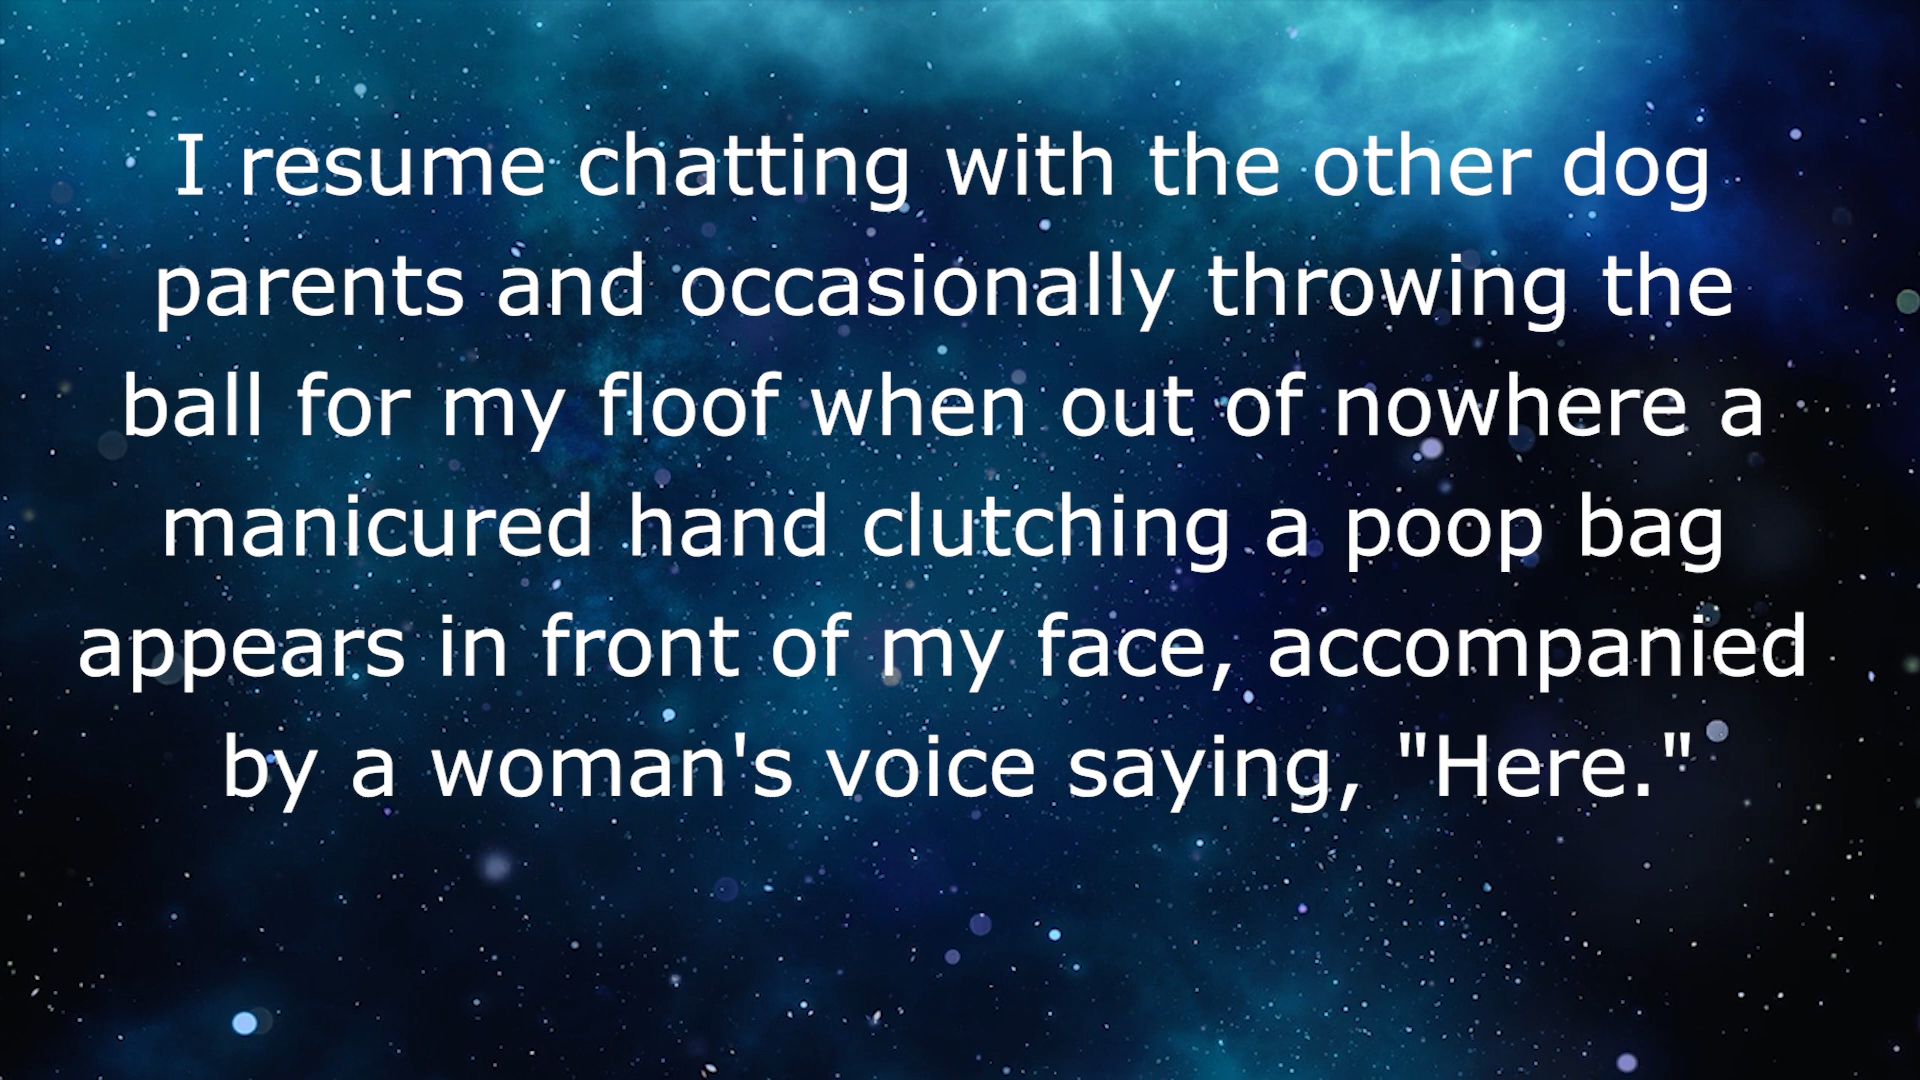 I resume chatting with the other dog
parents and occasionally throwing the
ball for my floof when out of nowhere a
manicured hand clutching a poop bag
appears in front of my face, accompanied
by a woman's voice saying, "Here."